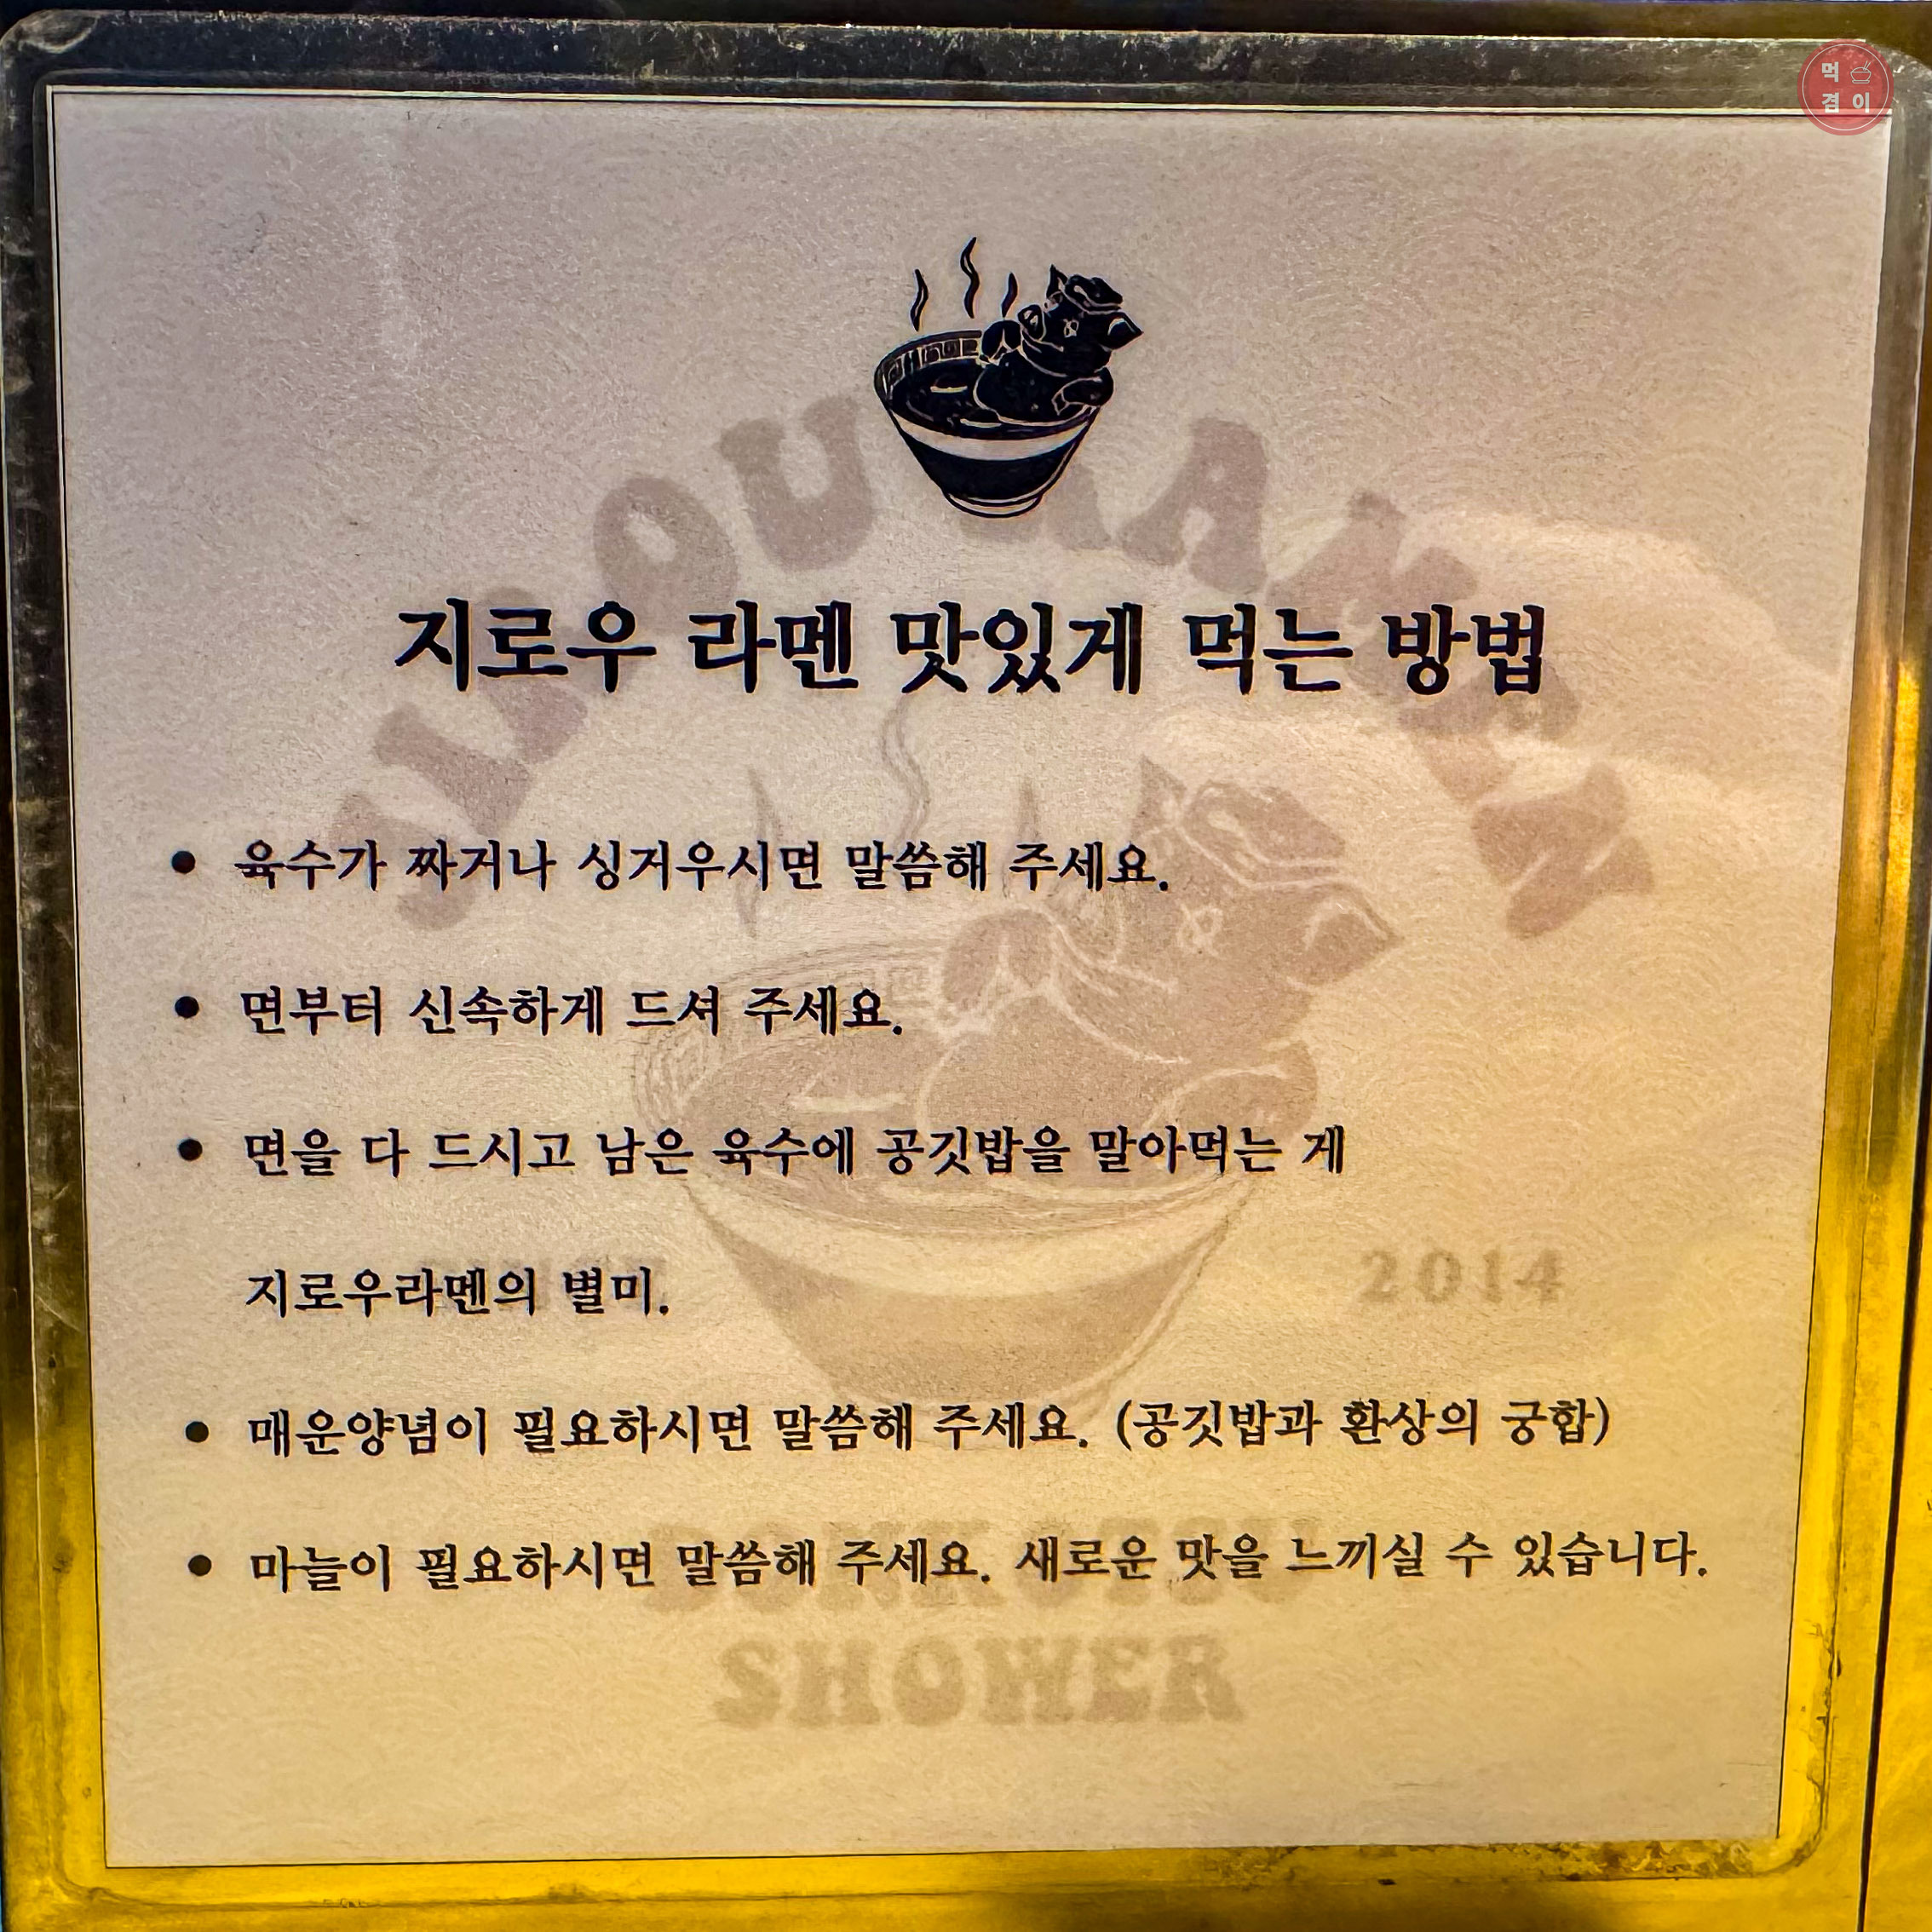 먹
겸이
JIROU RAMEN
지로우 라멘 맛있게 먹는 방법
• 육수가 짜거나 싱거우시면 말씀해 주세요.
• 면부터 신속하게 드셔 주세요.
• 면을 다 드시고 남은 육수에 공깃밥을 말아먹는 게
지로우라멘의 별미.
2014
• 매운양념이 필요하시면 말씀해 주세요. (공깃밥과 환상의 궁합)
• 마늘이 필요하시면 말씀해 주세요. 새로운 맛을 느끼실 수 있습니다.
DONKOTSU
SHOWER